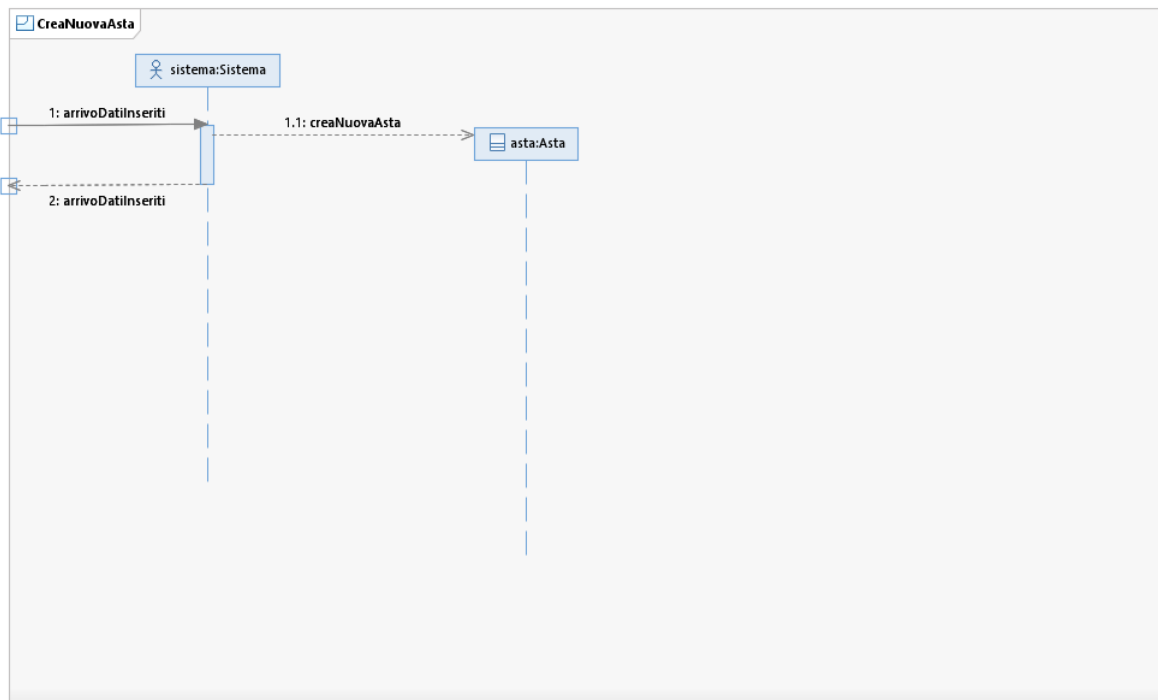 CreaNuovaAsta
sistema:Sistema
1: arrivoDatiInseriti
1.1: creaNuovaAsta
asta:Asta
2: arrivoDatiInseriti